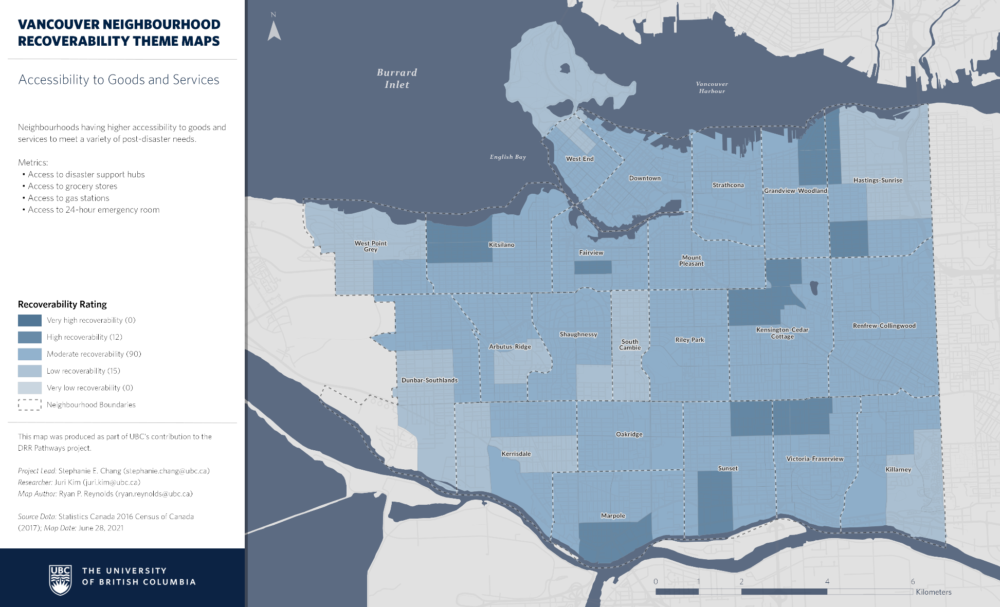 VANCOUVER NEIGHBOURHOOD
RECOVERABILITY THEME MAPS
Accessibility to Goods and Services
Neighbourhoods having higher accessibility to goods and
services to meet a variety of post-disaster needs.
Metrics:
• Access to disaster support hubs
• Access to grocery stores
• Access to gas stations
• Access to 24-hour emergency room
Recoverability Rating
Very high recoverability (0)
High recoverability (12)
Moderate recoverability (90)
Low recoverability (15)
Very low recoverability (0)
Neighbourhood Boundaries
This map was produced as part of UBC's contribution to the
DRR Pathways project.
Project Lead: Stephanie E. Chang (stephanie.chang@ubc.ca)
Researcher: Juri Kim (juri.kim@ubc.ca)
Map Author: Ryan P. Reynolds (ryan.reynolds@ubc.ca)
Source Data: Statistics Canada 2016 Census of Canada
(2017); Map Date: June 28, 2021
UBC
THE UNIVERSITY
OF BRITISH COLUMBIA
N
Burrard
Inlet
Vancouver
Harbour
English Bay
West End
Downtown
Strathcona
Grandview-Woodland
Hastings-Sunrise
West Point
Grey
Kitsilano
Fairview
Mount
Pleasant
Arbutus-Ridge
Shaughnessy
South
Cambie
Riley Park
Kensington-Cedar
Cottage
Renfrew-Collingwood
Dunbar-Southlands
Kerrisdale
Oakridge
Sunset
Victoria-Fraserview
Killarney
Marpole
0 1 2 4 6
Kilometers